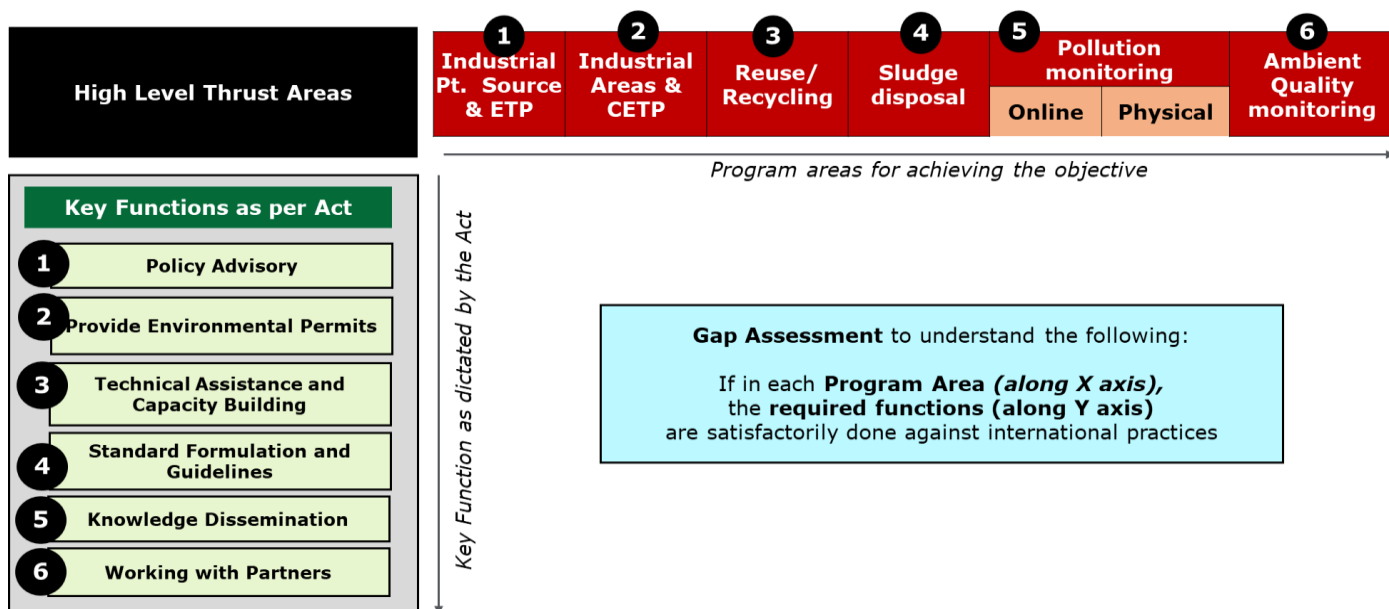 High Level Thrust Areas
1
Industrial
Pt. Source
& ETP
2
Industrial
Areas &
CETP
3
Reuse/
Recycling
4
Sludge
disposal
5
Pollution
monitoring
Online
Physical
6
Ambient
Quality
monitoring
Program areas for achieving the objective
Key Functions as per Act
1
Policy Advisory
2
Provide Environmental Permits
3
Technical Assistance and
Capacity Building
4
Standard Formulation and
Guidelines
5
Knowledge Dissemination
6
Working with Partners
Key Function as dictated by the Act
Gap Assessment to understand the following:
If in each Program Area (along X axis),
the required functions (along Y axis)
are satisfactorily done against international practices